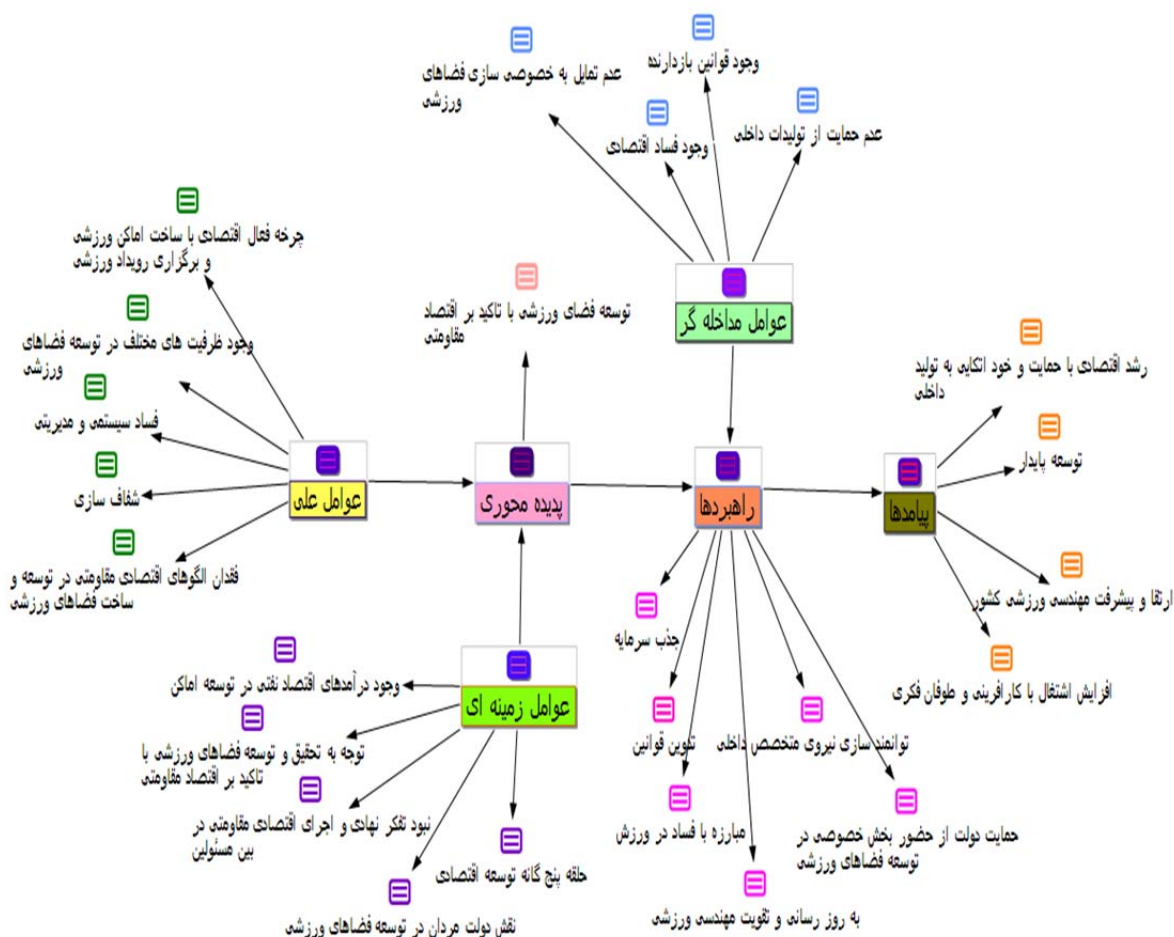 وجود قوانین بازدارنده
عدم تمایل به خصوصی سازی فضاهای
ورزشی
عدم حمایت از تولیدات داخلی
وجود فساد اقتصادی
عوامل مداخله گر
چرخه فعال اقتصادی با ساخت اماکن ورزشی
و برگزاری رویداد ورزشی
وجود ظرفیت های مختلف در توسعه فضاهای
ورزشی
فساد سیستمی و مدیریتی
شفاف سازی
فقدان الگوهای اقتصادی مقاومتی در توسعه و
ساخت فضاهای ورزشی
عوامل علی
توسعه فضای ورزشی با تاکید بر اقتصاد
مقاومتی
پدیده محوری
راهبردها
پیامدها
رشد اقتصادی با حمایت و خود اتکایی به تولید
داخلی
توسعه پایدار
ارتقا و پیشرفت مهندسی ورزشی کشور
افزایش اشتغال با کارافرینی و طوفان فکری
عوامل زمینه ای
وجود درآمدهای اقتصاد نفتی در توسعه اماکن
توجه به تحقیق و توسعه فضاهای ورزشی با
تاکید بر اقتصاد مقاومتی
نبود تفکر نهادی و اجرای اقتصادی مقاومتی در
بین مسئولین
حلقه پنج گانه توسعه اقتصادی
نقش دولت مردان در توسعه فضاهای ورزشی
جذب سرمایه
تدوین قوانین
توانمند سازی نیروی متخصص داخلی
مبارزه با فساد در ورزش
حمایت دولت از حضور بخش خصوصی در
توسعه فضاهای ورزشی
به روز رسانی و تقویت مهندسی ورزشی